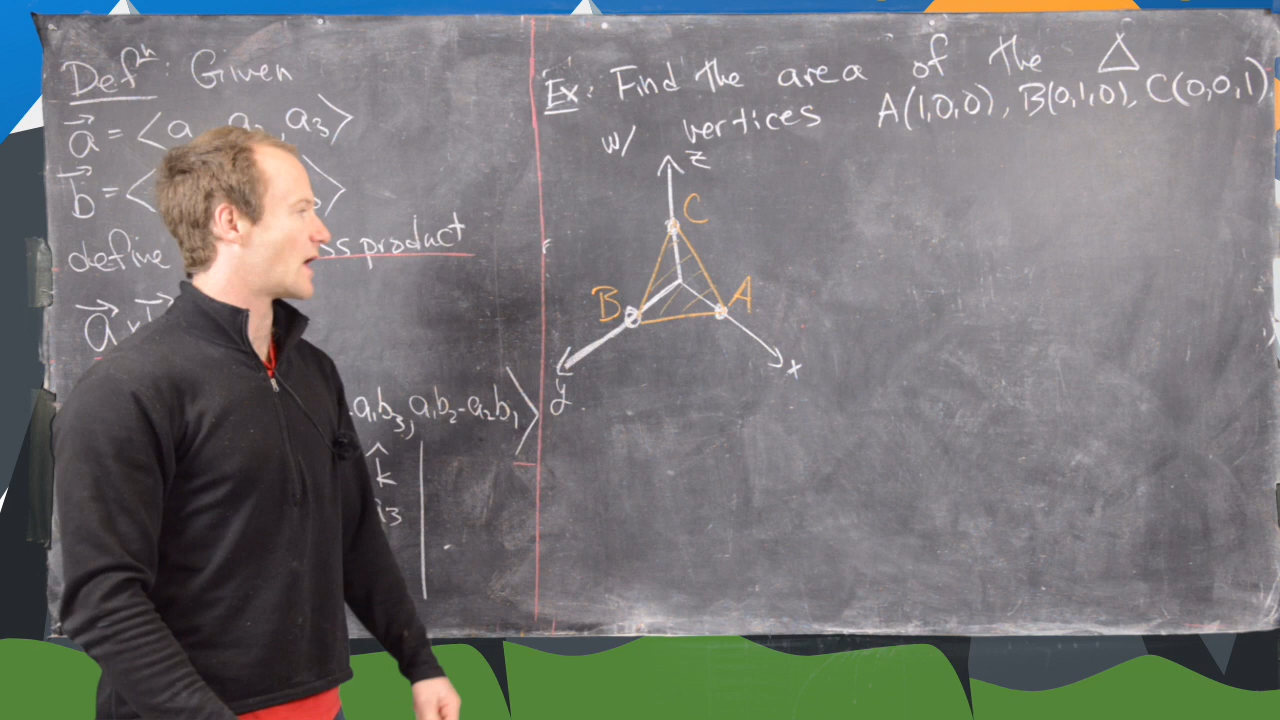 Defⁿ: Given
a⃗ = ⟨a , a₂, a₃⟩
b⃗ = ⟨ ⟩
define ss product
a⃗ ×
-a₁b₃, a₁b₂-a₂b₁⟩
k̂
a₃
Ex: Find the area of the Δ
w/ vertices A(1,0,0), B(0,1,0), C(0,0,1).
z
C
B A
y x